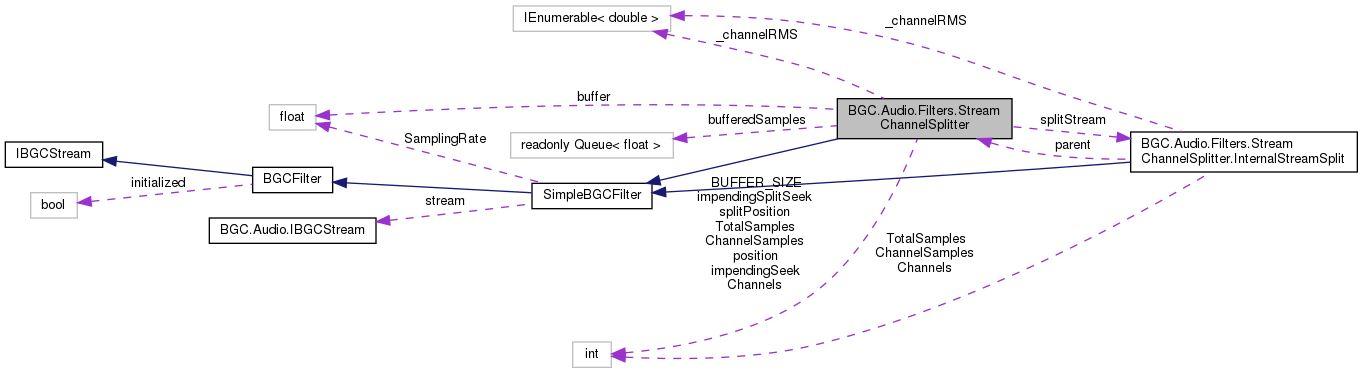 IEnumerable< double >
_channelRMS
_channelRMS
buffer
float
BGC.Audio.Filters.Stream
ChannelSplitter
bufferedSamples
splitStream
SamplingRate
readonly Queue< float >
parent
BGC.Audio.Filters.Stream
ChannelSplitter.InternalStreamSplit
IBGCStream
BGCFilter
initialized
bool
SimpleBGCFilter
stream
BGC.Audio.IBGCStream
BUFFER_SIZE
impendingSplitSeek
splitPosition
TotalSamples
ChannelSamples
position
impendingSeek
Channels
TotalSamples
ChannelSamples
Channels
int